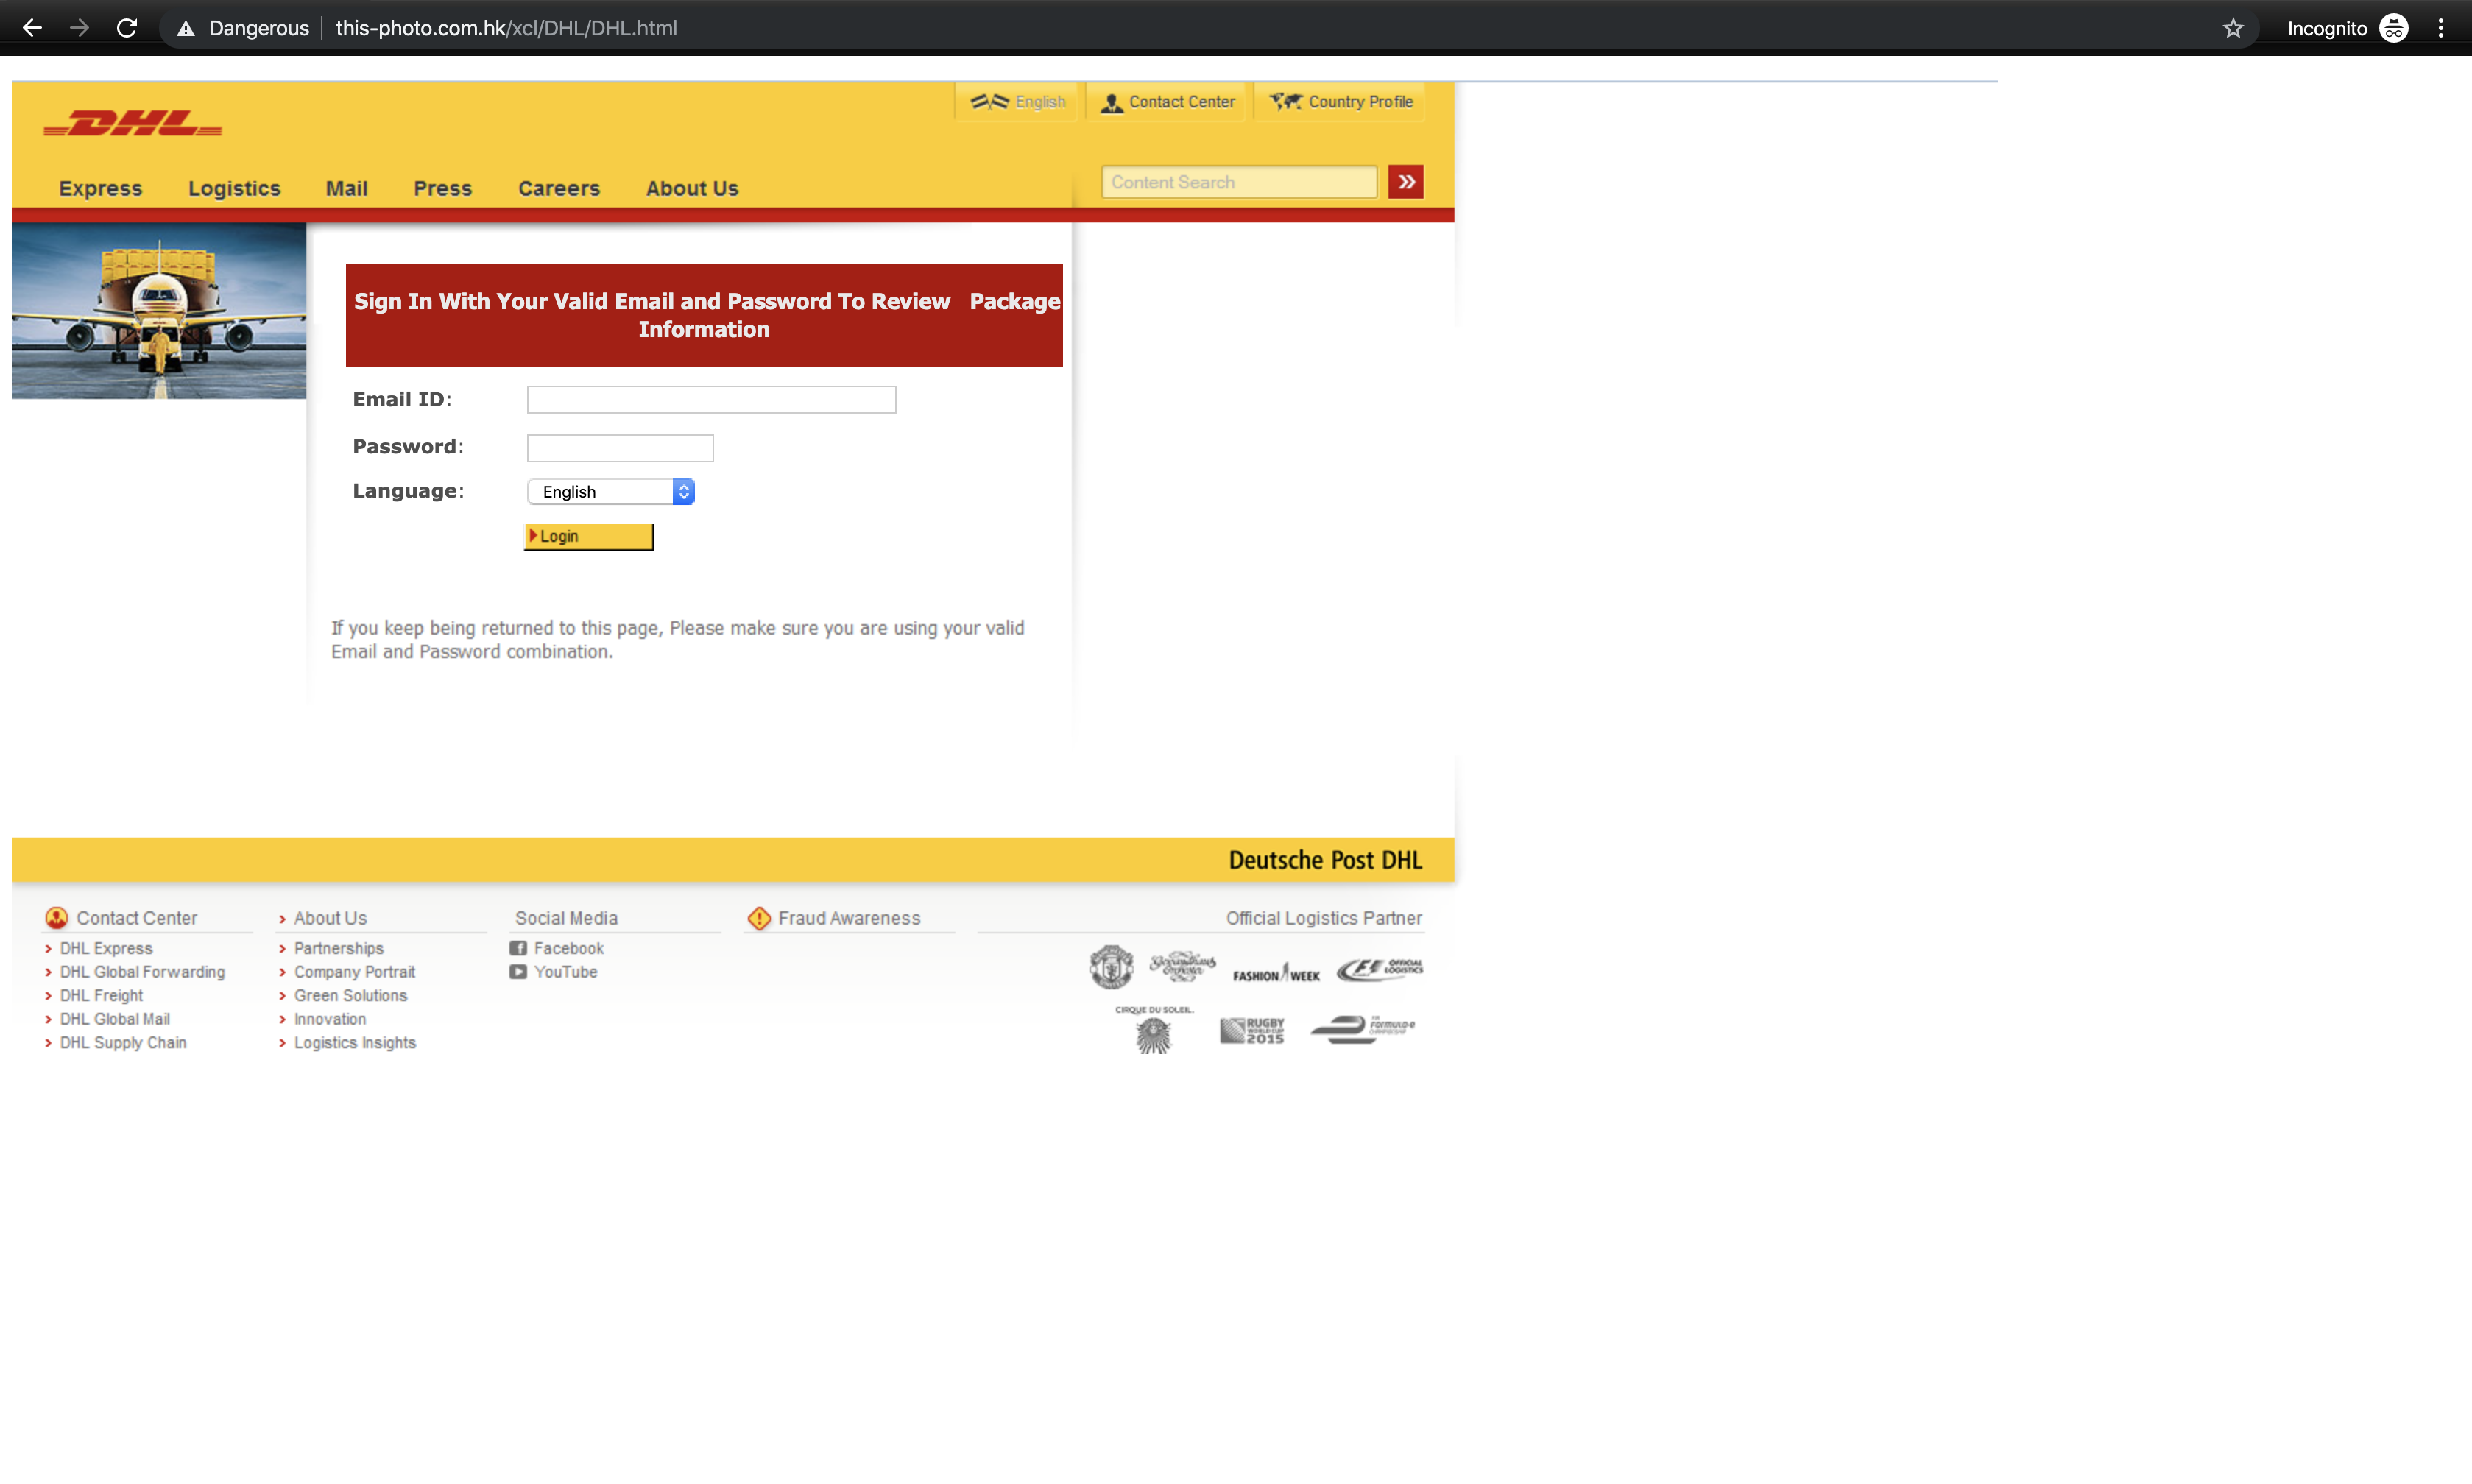 Dangerous this-photo.com.hk/xcl/DHL/DHL.html Incognito
DHL
English Contact Center Country Profile
Content Search
Express Logistics Mail Press Careers About Us
Sign In With Your Valid Email and Password To Review Package
Information
Email ID:
Password:
Language: English
Login
If you keep being returned to this page, Please make sure you are using your valid
Email and Password combination.
Deutsche Post DHL
Contact Center
DHL Express
DHL Global Forwarding
DHL Freight
DHL Global Mail
DHL Supply Chain
About Us
Partnerships
Company Portrait
Green Solutions
Innovation
Logistics Insights
Social Media
Facebook
YouTube
Fraud Awareness
Official Logistics Partner
FASHION WEEK
OFFICIAL
LOGISTICS
CIRQUE DU SOLEIL.
RUGBY
WORLD CUP
2015
FORMULA-E